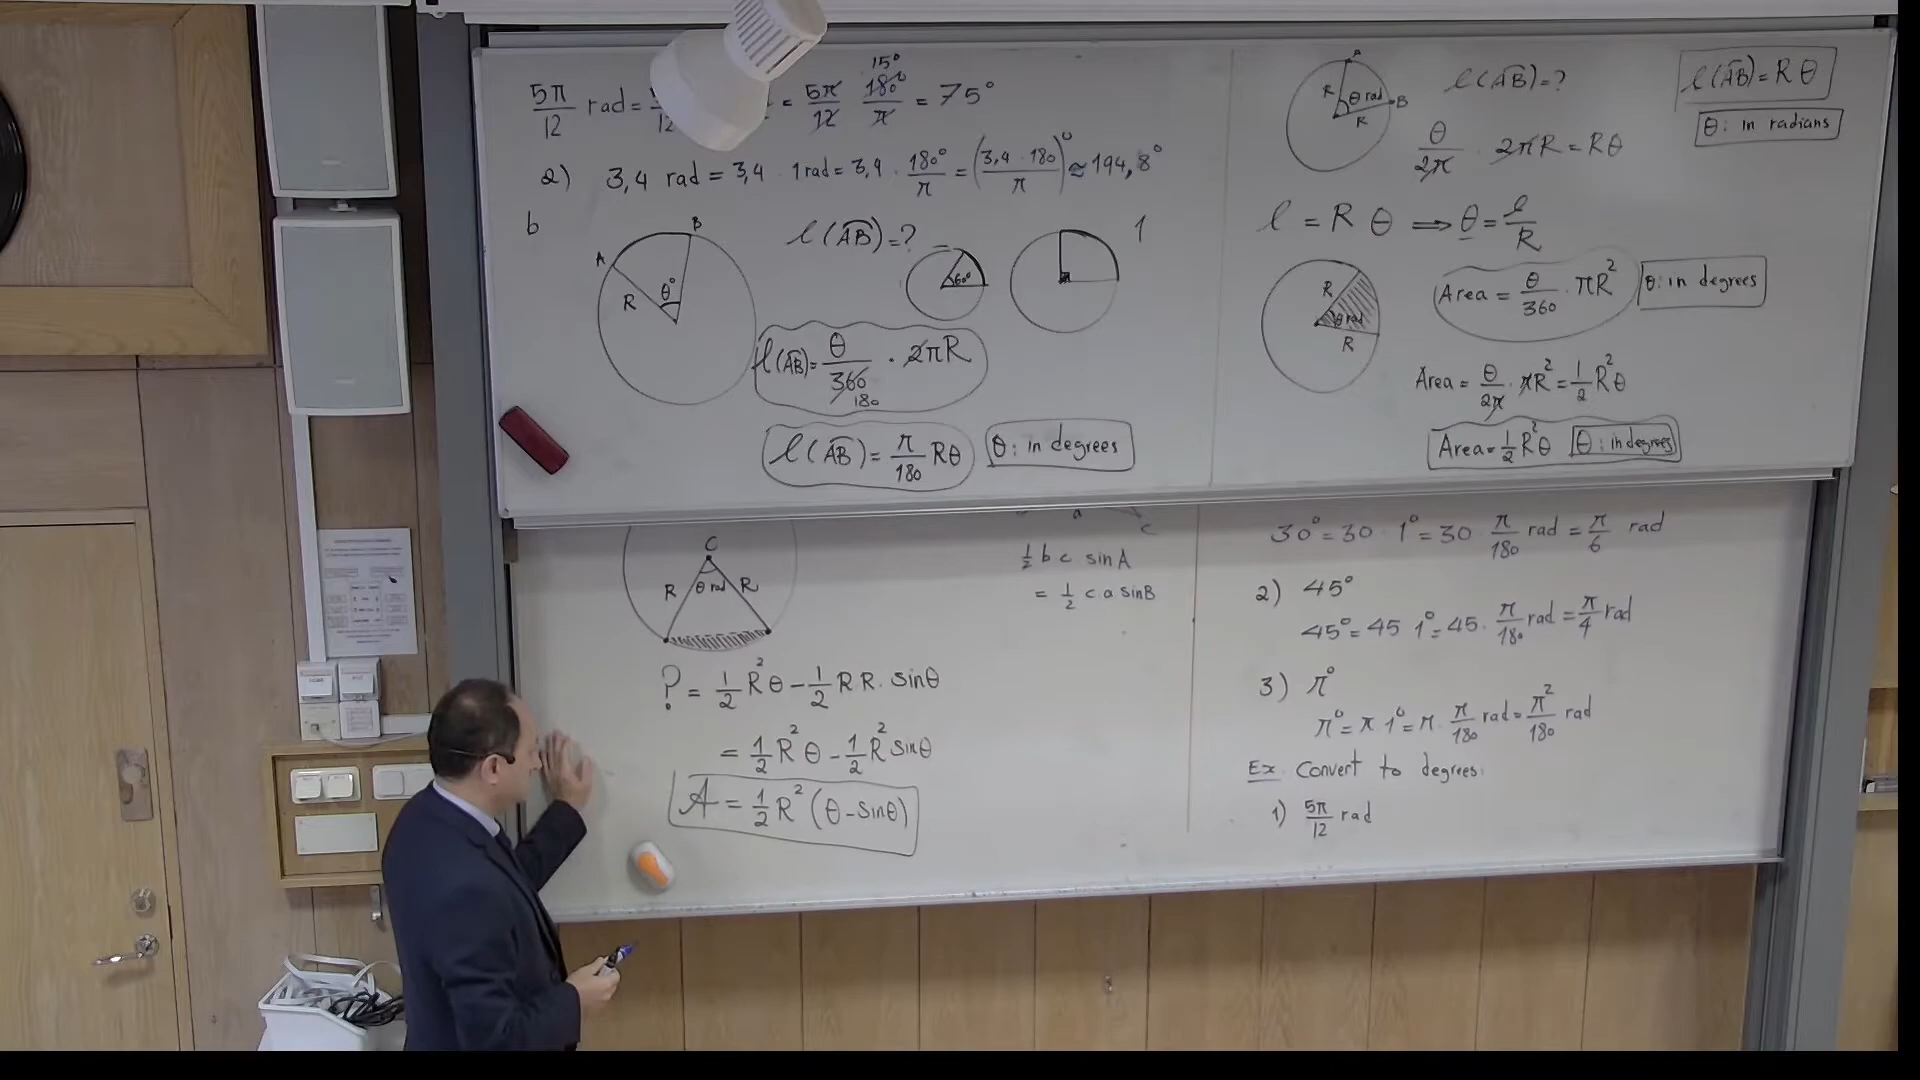 5π/12 rad = = 5π/12 180°/π = 75°
15°
2) 3,4 rad = 3,4 · 1 rad = 3,4 · 180°/π = (3,4 · 180/π)° ≈ 194,8°
b
A
B
R
θ°
l(AB)=?
60°
1
l(AB) = θ/360 · 2πR
180
l(AB) = π/180 Rθ
θ: in degrees
A
R
θ rad
B
R
l(AB)=?
l(AB) = Rθ
θ: in radians
θ/2π · 2πR = Rθ
l = R θ ⟹ θ = l/R
R
θ rad
R
Area = θ/360 · πR²
θ: in degrees
Area = θ/2π · πR² = 1/2 R²θ
Area = 1/2 R²θ
θ: in degrees
C
R
θ rad
R
a
c
1/2 b c sinA
= 1/2 c a sinB
? = 1/2 R²θ – 1/2 R R · sinθ
= 1/2 R²θ – 1/2 R² sinθ
A = 1/2 R² (θ – sinθ)
30° = 30 · 1° = 30 π/180 rad = π/6 rad
2) 45°
45° = 45 1° = 45 · π/180 rad = π/4 rad
3) π°
π° = π 1° = π · π/180 rad = π²/180 rad
Ex. Convert to degrees:
1) 5π/12 rad